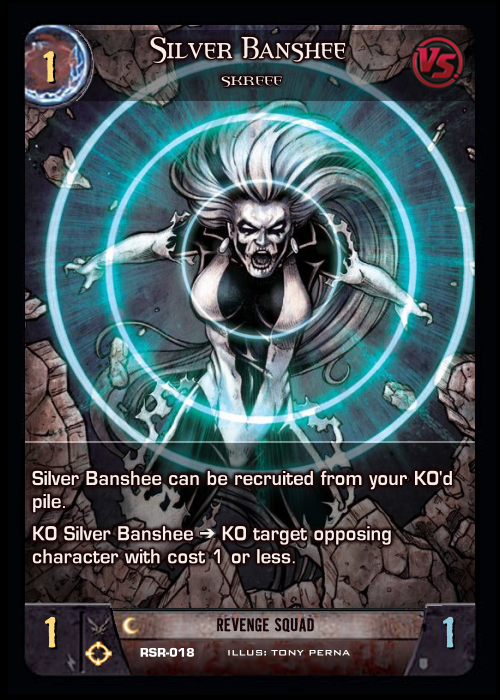 1
SILVER BANSHEE
VS.
SKREEE
Silver Banshee can be recruited from your KO'd
pile.
KO Silver Banshee ➔ KO target opposing
character with cost 1 or less.
1
REVENGE SQUAD
1
RSR-018
ILLUS: TONY PERNA